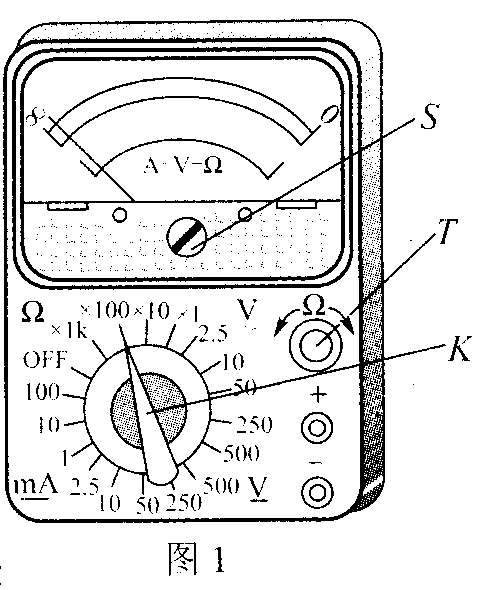 ∞ 0
A-V-Ω
S
T
K
Ω ×1k ×100 ×10 ×1 V
OFF 2.5
100 10
10 50
1 250
mA 2.5 500
10 50 250 500 V
Ω
+
−
图 1